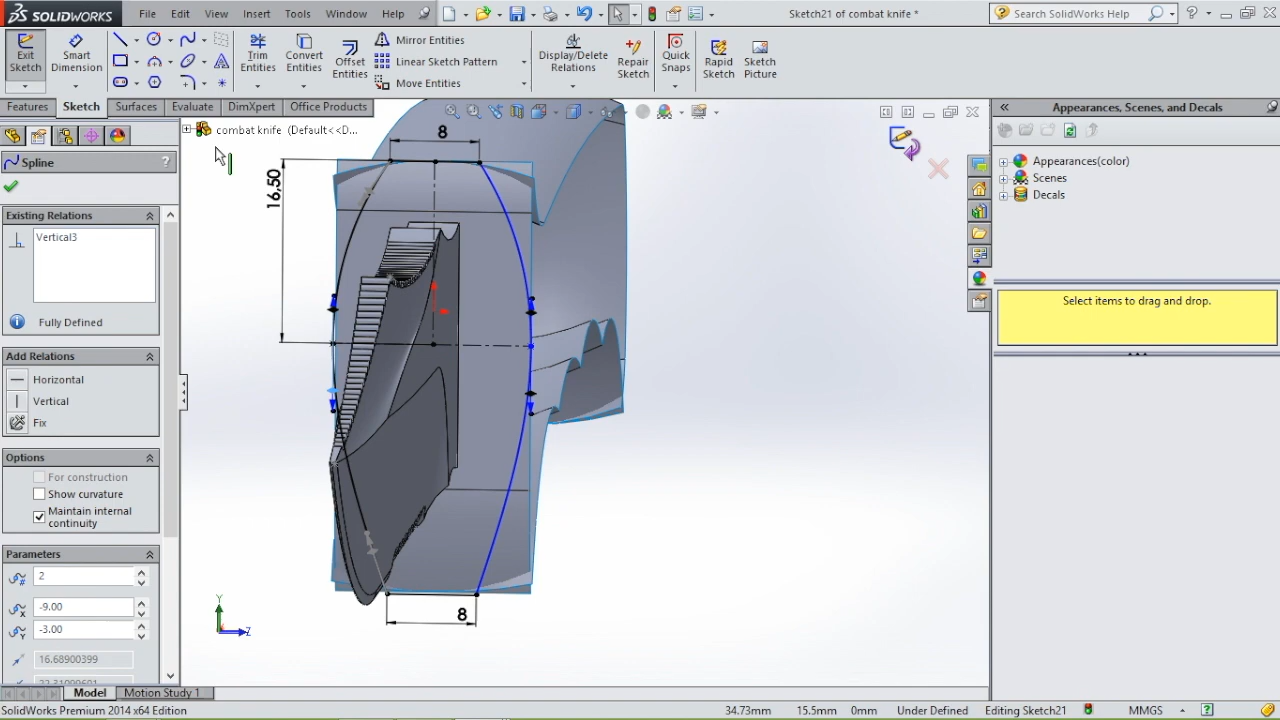 SOLIDWORKS File Edit View Insert Tools Window Help Sketch21 of combat knife * Search SolidWorks Help
Exit Sketch
Smart Dimension
Trim Entities
Convert Entities
Offset Entities
Mirror Entities
Linear Sketch Pattern
Move Entities
Display/Delete Relations
Repair Sketch
Quick Snaps
Rapid Sketch
Sketch Picture
Features Sketch Surfaces Evaluate DimXpert Office Products
Appearances, Scenes, and Decals
combat knife (Default<<D...
Spline ?
Existing Relations
Vertical3
Fully Defined
Add Relations
Horizontal
Vertical
Fix
Options
For construction
Show curvature
Maintain internal continuity
Parameters
2
-9.00
-3.00
16.68900399
8
16,50
8
Y
Z
Appearances(color)
Scenes
Decals
Select items to drag and drop.
Model Motion Study 1
SolidWorks Premium 2014 x64 Edition 34.73mm 15.5mm 0mm Under Defined Editing Sketch21 MMGS